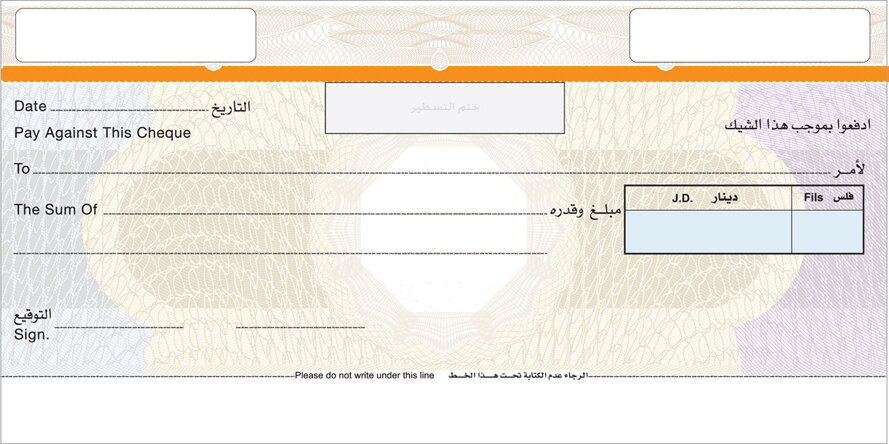 ختم التسطير
Date التاريخ
Pay Against This Cheque ادفعوا بموجب هذا الشيك
To لأمـر
The Sum Of مبلـغ وقدره
J.D. دينار Fils فلس
التوقيع
Sign.
Please do not write under this line الرجاء عدم الكتابة تحـت هـذا الخـط